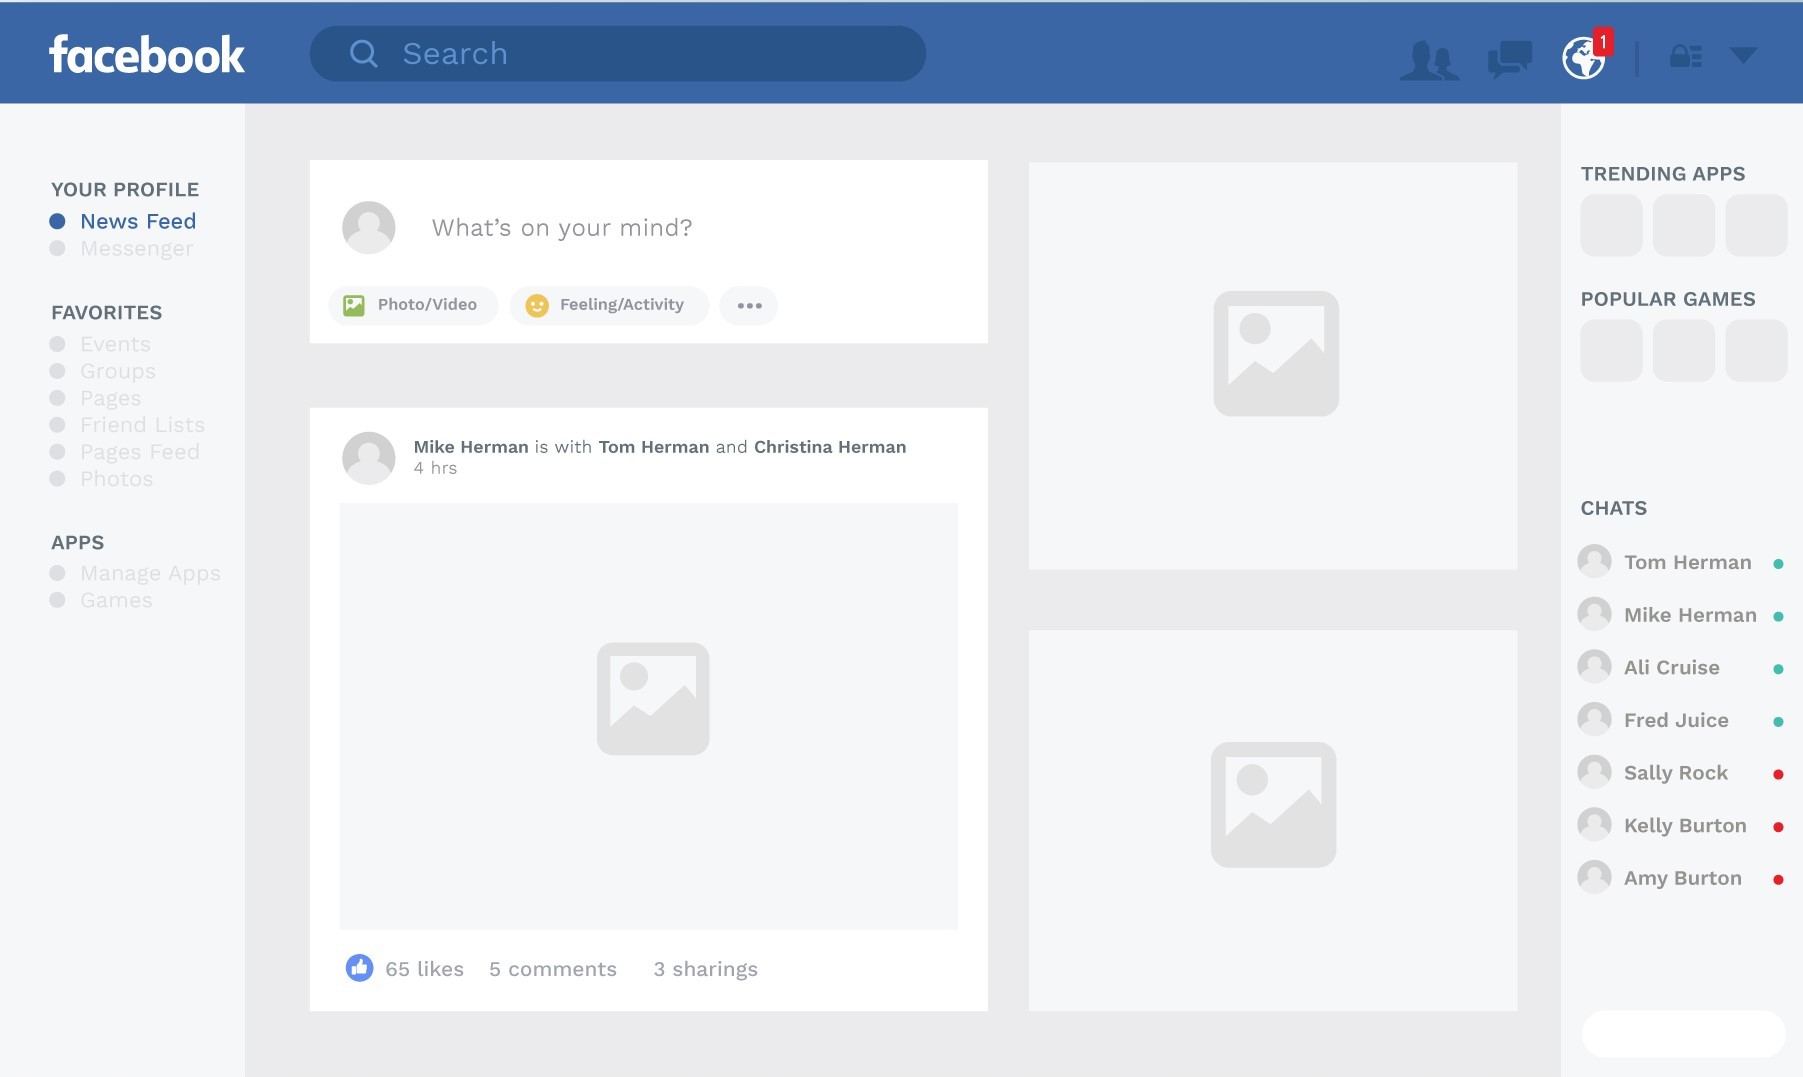 facebook
Search
1
YOUR PROFILE
News Feed
Messenger
FAVORITES
Events
Groups
Pages
Friend Lists
Pages Feed
Photos
APPS
Manage Apps
Games
What’s on your mind?
Photo/Video
Feeling/Activity
Mike Herman is with Tom Herman and Christina Herman
4 hrs
65 likes 5 comments 3 sharings
TRENDING APPS
POPULAR GAMES
CHATS
Tom Herman
Mike Herman
Ali Cruise
Fred Juice
Sally Rock
Kelly Burton
Amy Burton